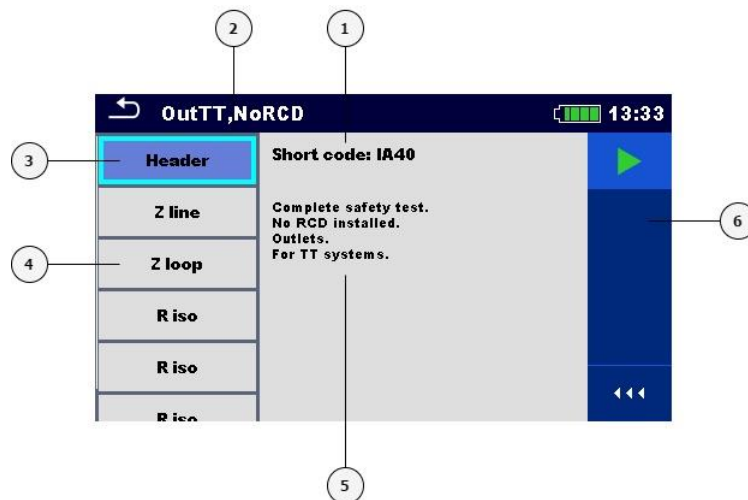 2
1
OutTT,NoRCD
13:33
3
Header
Short code: IA40
Z line
Complete safety test.
No RCD installed.
Outlets.
For TT systems.
6
4
Z loop
R iso
R iso
R iso
5